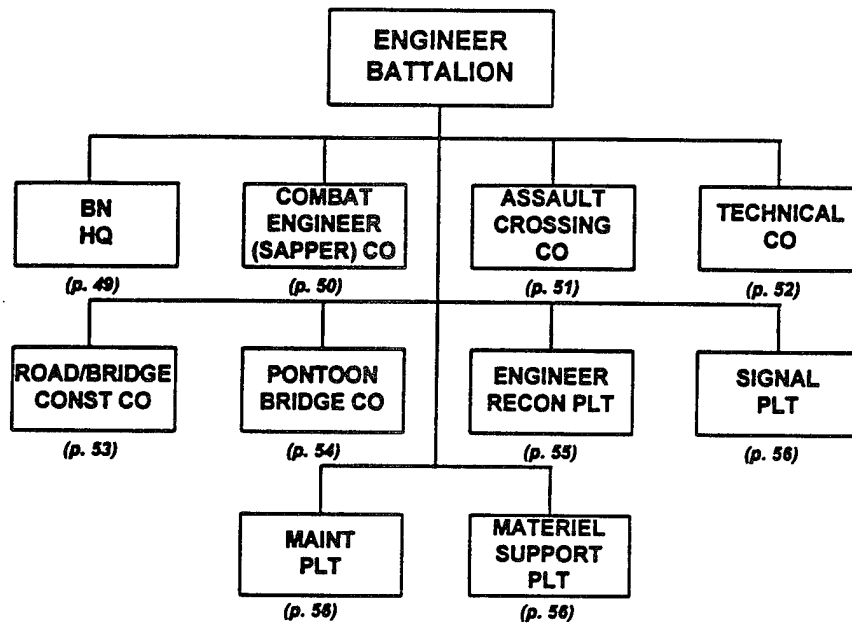 ENGINEER
BATTALION
BN
HQ
(p. 49)
COMBAT
ENGINEER
(SAPPER) CO
(p. 50)
ASSAULT
CROSSING
CO
(p. 51)
TECHNICAL
CO
(p. 52)
ROAD/BRIDGE
CONST CO
(p. 53)
PONTOON
BRIDGE CO
(p. 54)
ENGINEER
RECON PLT
(p. 55)
SIGNAL
PLT
(p. 56)
MAINT
PLT
(p. 56)
MATERIEL
SUPPORT
PLT
(p. 56)